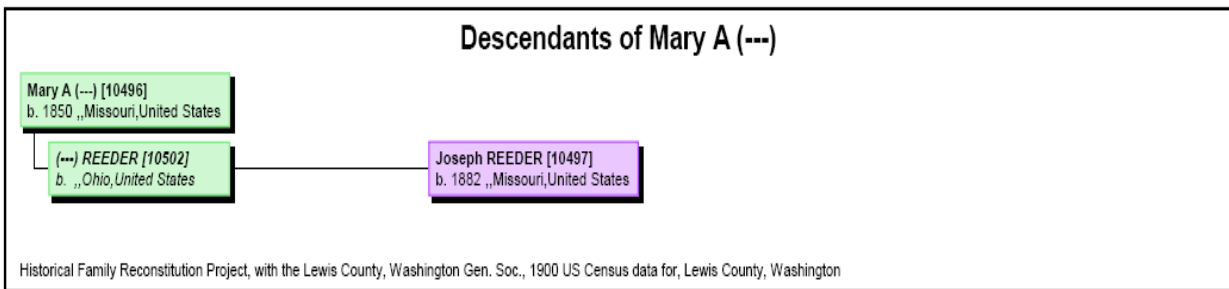 Descendants of Mary A (---)
Mary A (---) [10496]
b. 1850 ,,Missouri,United States
(---) REEDER [10502]
b. ,,Ohio,United States
Joseph REEDER [10497]
b. 1882 ,,Missouri,United States
Historical Family Reconstitution Project, with the Lewis County, Washington Gen. Soc., 1900 US Census data for, Lewis County, Washington